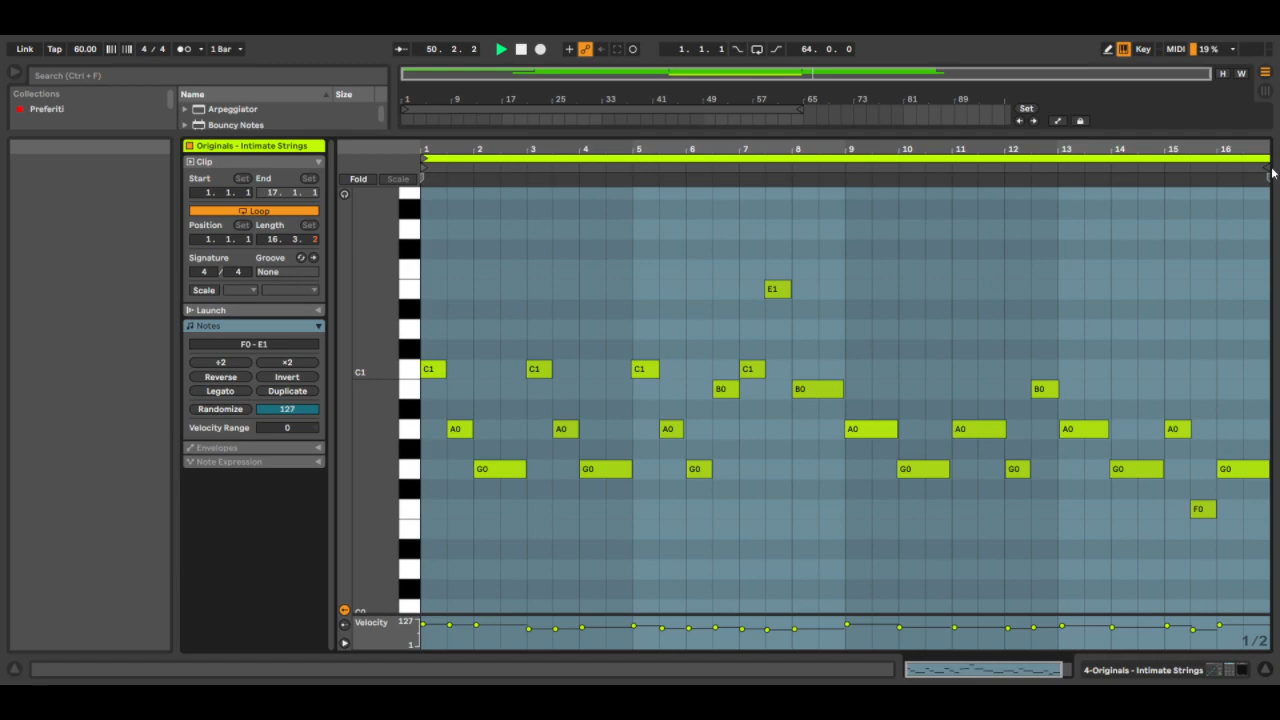 Link Tap 60.00 4 / 4 1 Bar 50. 2. 2 1. 1. 1 64. 0. 0 Key MIDI 19 %
Search (Ctrl + F) H W
Collections Name Size
Preferiti Arpeggiator
Bouncy Notes
1 9 17 25 33 41 49 57 65 73 81 89
Set
Originals - Intimate Strings
Clip
Start Set End Set
1. 1. 1 17. 1. 1
Loop
Position Set Length Set
1. 1. 1 16. 3. 2
Signature Groove
4 / 4 None
Scale
Launch
Notes
F0 - E1
÷2 ×2
Reverse Invert
Legato Duplicate
Randomize 127
Velocity Range 0
Envelopes
Note Expression
1 2 3 4 5 6 7 8 9 10 11 12 13 14 15 16
Fold Scale
E1
C1
C1 C1 C1 C1
B0 B0 B0
A0 A0 A0 A0 A0 A0 A0
G0 G0 G0 G0 G0 G0 G0
F0
C0
Velocity 127
1
1/2
4-Originals - Intimate Strings